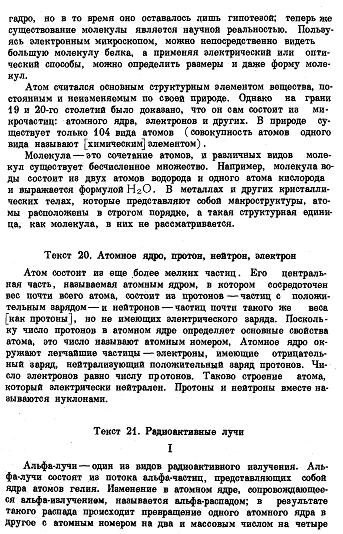 гадро, но в то время оно оставалось лишь гипотезой; теперь же
существование молекулы является научной реальностью. Пользу-
ясь электронным микроскопом, можно непосредственно видеть
большую молекулу белка, а применяя электрический или опти-
ческий способы, можно определить размеры и даже форму моле-
кул.
Атом считался основным структурным элементом вещества, по-
стоянным и неизменяемым по своей природе. Однако на грани
19 и 20-го столетий было доказано, что он сам состоит из ми-
крочастиц: атомного ядра, электронов и других. В природе су-
ществует только 104 вида атомов (совокупность атомов одного
вида называют [химическим] элементом).
Молекула — это сочетание атомов, и различных видов моле-
кул существует бесчисленное множество. Например, молекула во-
ды состоит из двух атомов водорода и одного атома кислорода
и выражается формулой H2O. В металлах и других кристалли-
ческих телах, которые представляют собой макроструктуры, ато-
мы расположены в строгом порядке, а такая структурная едини-
ца, как молекула, в них не представлена.
Текст 20. Атомное ядро, протон, нейтрон, электрон
Атом состоит из еще более мелких частиц. Его централь-
ная часть, называемая атомным ядром, в котором сосредоточен
вес почти всего атома, состоит из протонов — частиц с положи-
тельным зарядом — и нейтронов — частиц почти такого же веса
[как протоны], но не имеющих электрического заряда. Посколь-
ку число протонов в атомном ядре определяет основные свойства
атома, это число называют атомным номером, Атомное ядро ок-
ружают легчайшие частицы — электроны, имеющие отрицатель-
ный заряд, нейтрализующий положительный заряд протонов. Чи-
сло электронов равно числу протонов. Таково строение атома,
который электрически нейтрален. Протоны и нейтроны вместе на-
зываются нуклонами.
Текст 21. Радиоактивные лучи
I
Альфа-лучи — один из видов радиоактивного излучения. Аль-
фа-лучи состоят из потока альфа-частиц, представляющих собой
ядра атомов гелия. Изменение в атомном ядре, сопровождающее-
ся альфа-излучением, называется альфа-распадом; в результате
такого распада происходит превращение одного атомного ядра в
другое с атомным номером на два и массовым числом на четыре